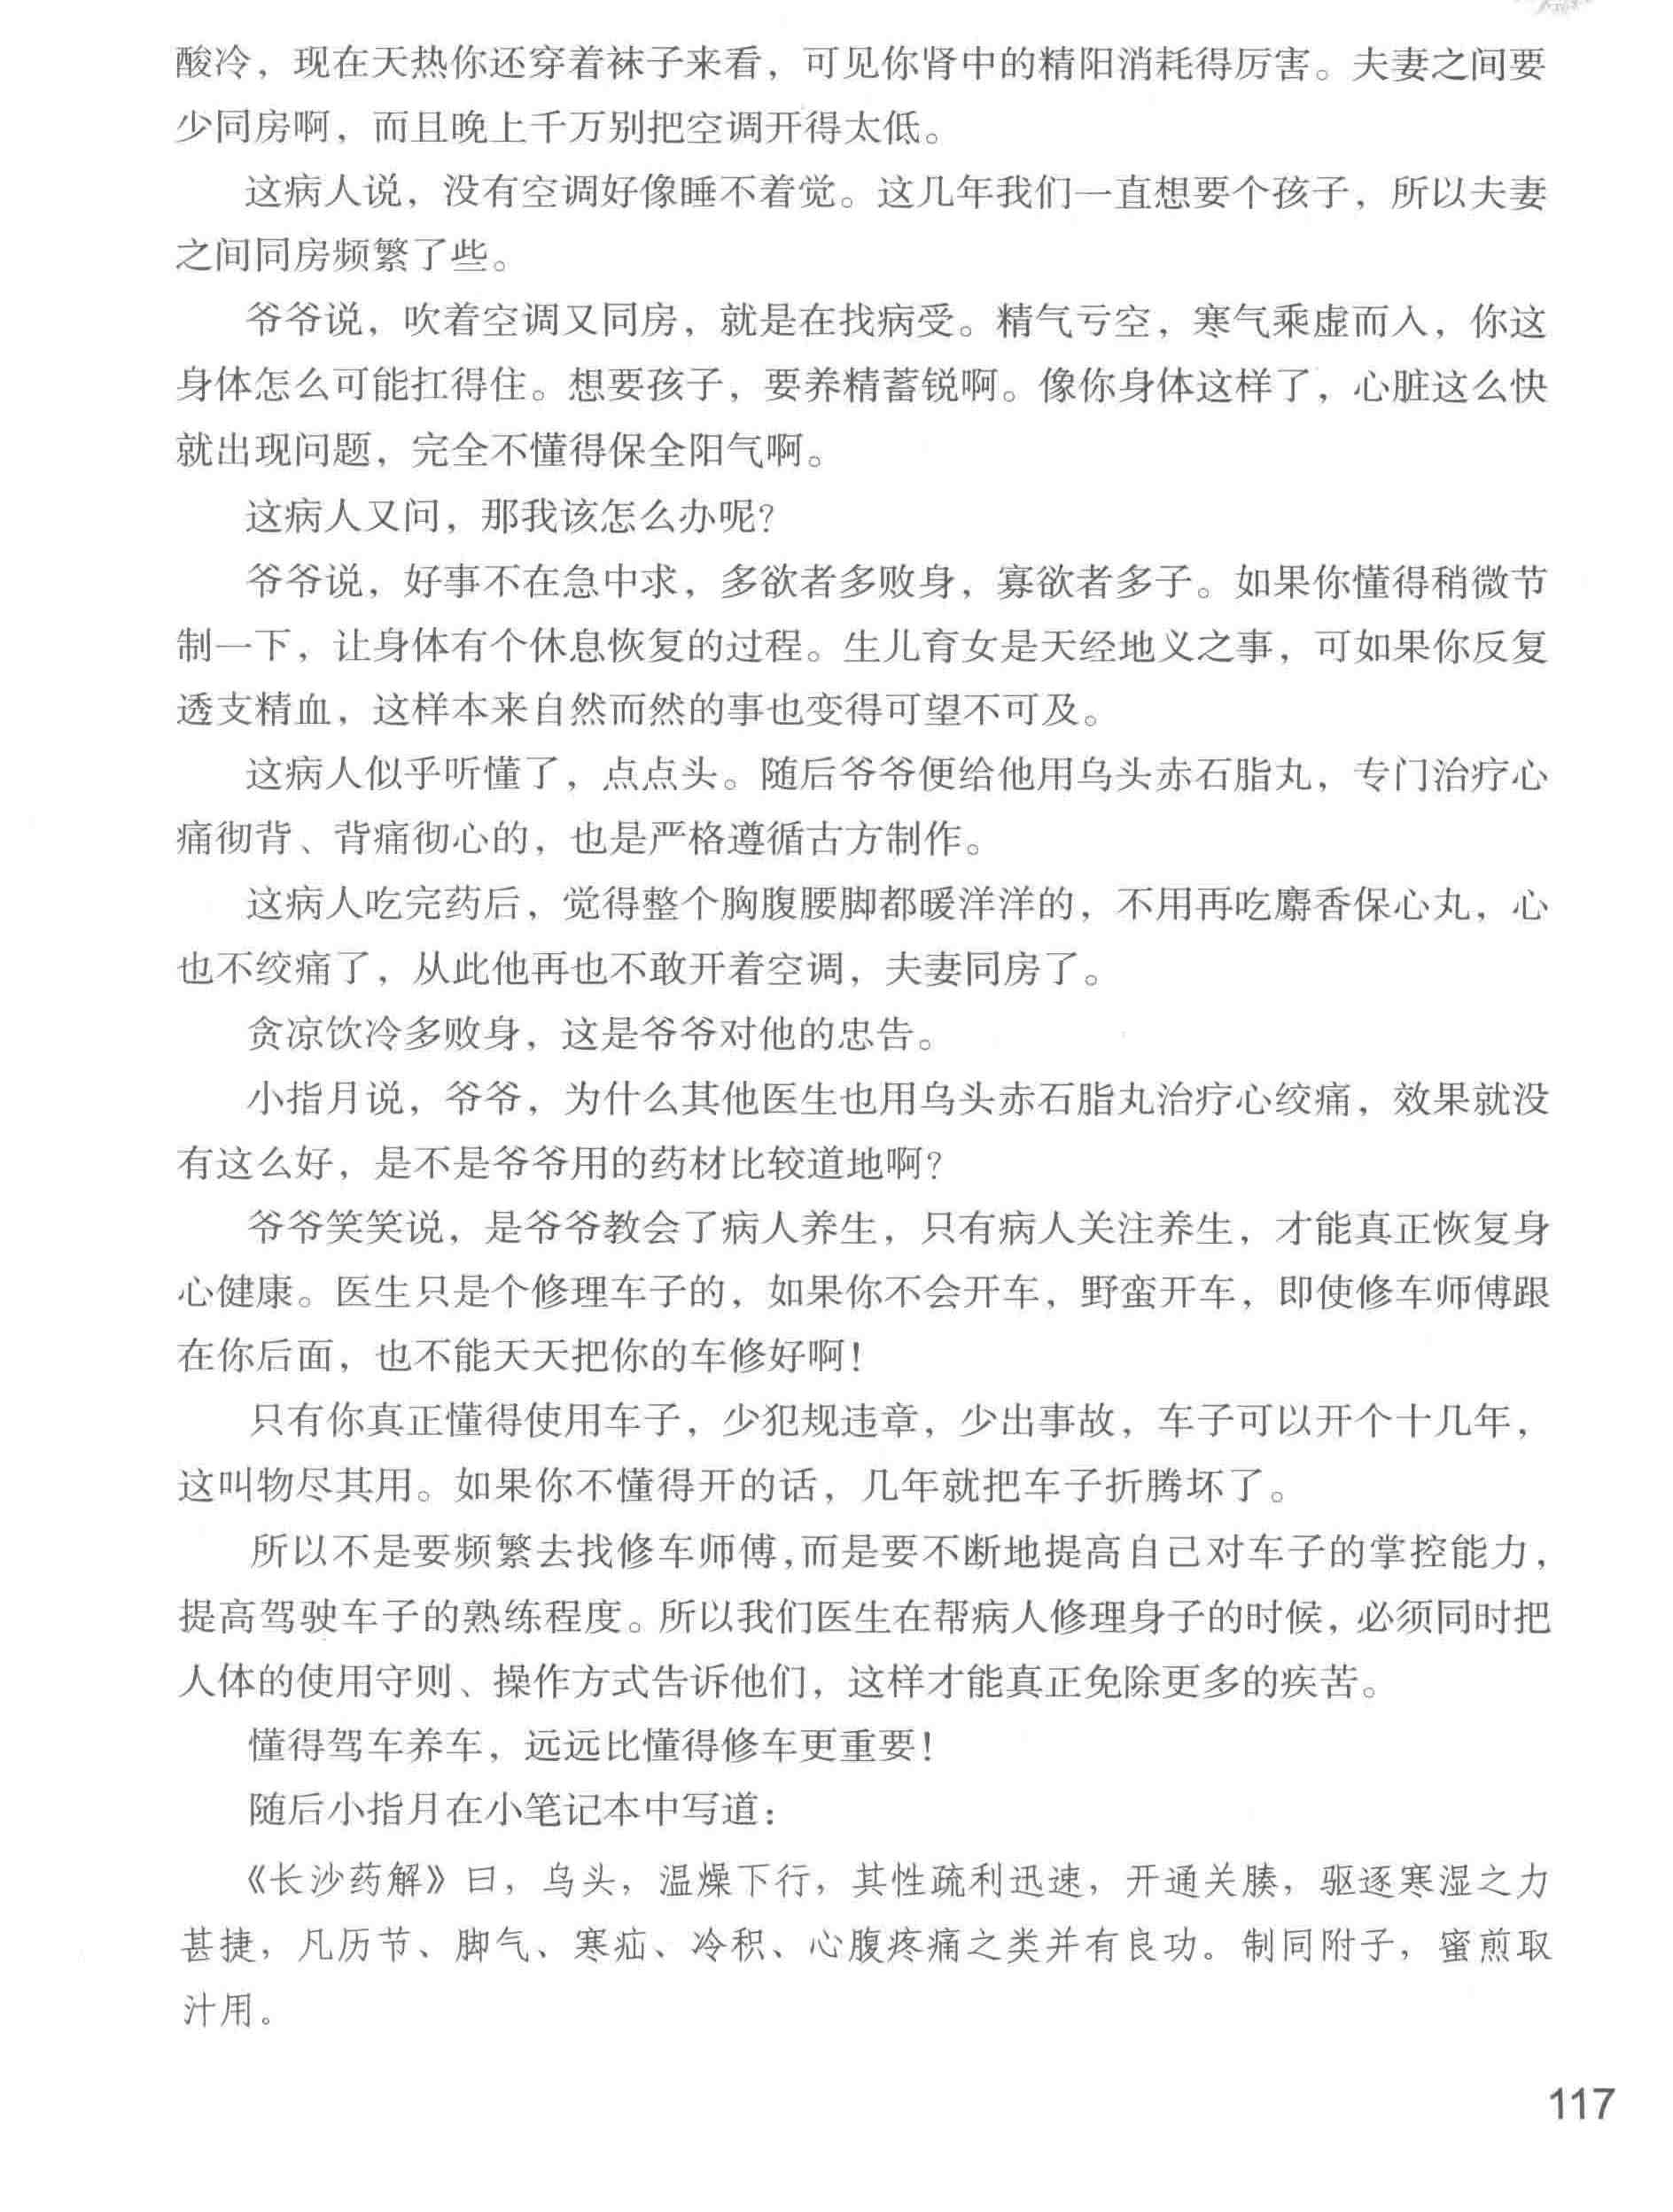 酸冷，现在天热你还穿着袜子来看，可见你肾中的精阳消耗得厉害。夫妻之间要
少同房啊，而且晚上千万别把空调开得太低。
这病人说，没有空调好像睡不着觉。这几年我们一直想要个孩子，所以夫妻
之间同房频繁了些。
爷爷说，吹着空调又同房，就是在找病受。精气亏空，寒气乘虚而入，你这
身体怎么可能扛得住。想要孩子，要养精蓄锐啊。像你身体这样了，心脏这么快
就出现问题，完全不懂得保全阳气啊。
这病人又问，那我该怎么办呢？
爷爷说，好事不在急中求，多欲者多败身，寡欲者多子。如果你懂得稍微节
制一下，让身体有个休息恢复的过程。生儿育女是天经地义之事，可如果你反复
透支精血，这样本来自然而然的事也变得可望不可及。
这病人似乎听懂了，点点头。随后爷爷便给他用乌头赤石脂丸，专门治疗心
痛彻背、背痛彻心的，也是严格遵循古方制作。
这病人吃完药后，觉得整个胸腹腰脚都暖洋洋的，不用再吃麝香保心丸，心
也不绞痛了，从此他再也不敢开着空调，夫妻同房了。
贪凉饮冷多败身，这是爷爷对他的忠告。
小指月说，爷爷，为什么其他医生也用乌头赤石脂丸治疗心绞痛，效果就没
有这么好，是不是爷爷用的药材比较道地啊？
爷爷笑笑说，是爷爷教会了病人养生，只有病人关注养生，才能真正恢复身
心健康。医生只是个修理车子的，如果你不会开车，野蛮开车，即使修车师傅跟
在你后面，也不能天天把你的车修好啊！
只有你真正懂得使用车子，少犯规违章，少出事故，车子可以开个十几年，
这叫物尽其用。如果你不懂得开的话，几年就把车子折腾坏了。
所以不是要频繁去找修车师傅，而是要不断地提高自己对车子的掌控能力，
提高驾驶车子的熟练程度。所以我们医生在帮病人修理身子的时候，必须同时把
人体的使用守则、操作方式告诉他们，这样才能真正免除更多的疾苦。
懂得驾车养车，远远比懂得修车更重要！
随后小指月在小笔记本中写道：
《长沙药解》曰，乌头，温燥下行，其性疏利迅速，开通关腠，驱逐寒湿之力
甚捷，凡历节、脚气、寒疝、冷积、心腹疼痛之类并有良功。制同附子，蜜煎取
汁用。
117